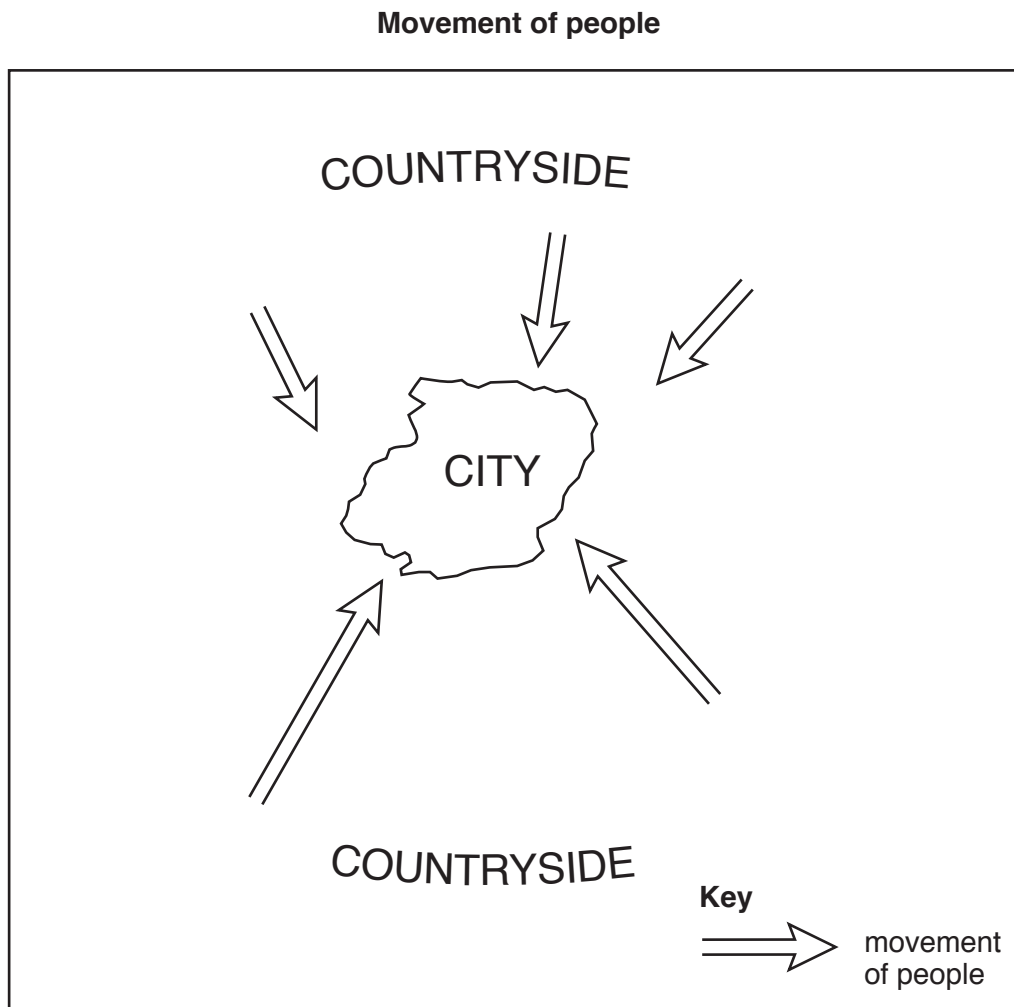 Movement of people
COUNTRYSIDE
CITY
COUNTRYSIDE
Key
movement
of people